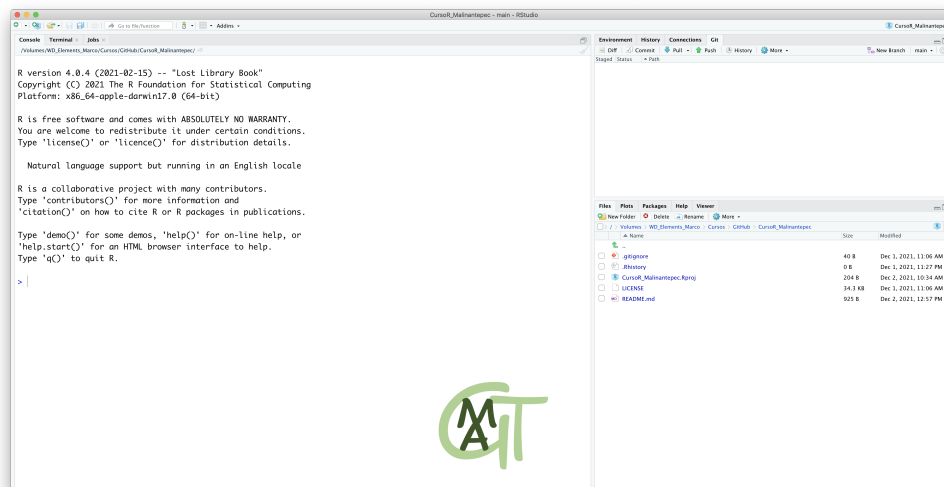 CursoR_Malinantepec - main - RStudio
Go to file/function
Addins
CursoR_Malinantepec
Console Terminal × Jobs ×
/Volumes/WD_Elements_Marco/Cursos/GitHub/CursoR_Malinantepec/
R version 4.0.4 (2021-02-15) -- "Lost Library Book"
Copyright (C) 2021 The R Foundation for Statistical Computing
Platform: x86_64-apple-darwin17.0 (64-bit)
R is free software and comes with ABSOLUTELY NO WARRANTY.
You are welcome to redistribute it under certain conditions.
Type 'license()' or 'licence()' for distribution details.
Natural language support but running in an English locale
R is a collaborative project with many contributors.
Type 'contributors()' for more information and
'citation()' on how to cite R or R packages in publications.
Type 'demo()' for some demos, 'help()' for on-line help, or
'help.start()' for an HTML browser interface to help.
Type 'q()' to quit R.
>
Environment History Connections Git
Diff Commit Pull Push History More New Branch main
Staged Status Path
Files Plots Packages Help Viewer
New Folder Delete Rename More
/ > Volumes > WD_Elements_Marco > Cursos > GitHub > CursoR_Malinantepec
Name Size Modified
..
.gitignore 40 B Dec 1, 2021, 11:06 AM
.Rhistory 0 B Dec 1, 2021, 11:27 PM
CursoR_Malinantepec.Rproj 204 B Dec 2, 2021, 10:34 AM
LICENSE 34.3 KB Dec 1, 2021, 11:06 AM
README.md 925 B Dec 2, 2021, 12:57 PM